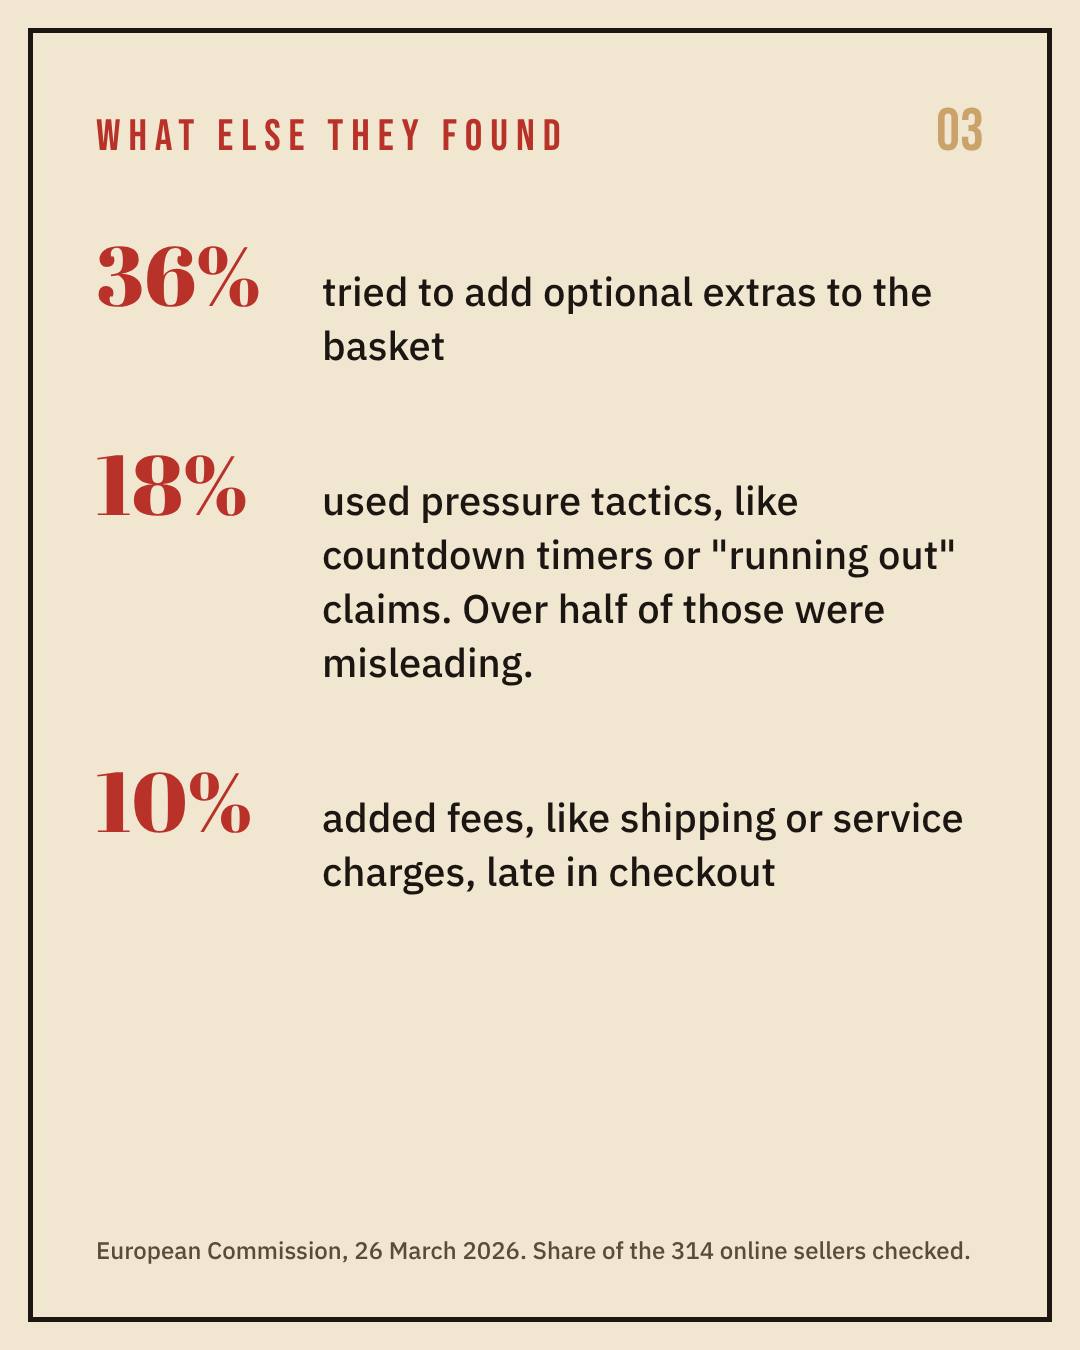 WHAT ELSE THEY FOUND
03
36%
tried to add optional extras to the
basket
18%
used pressure tactics, like
countdown timers or "running out"
claims. Over half of those were
misleading.
10%
added fees, like shipping or service
charges, late in checkout
European Commission, 26 March 2026. Share of the 314 online sellers checked.